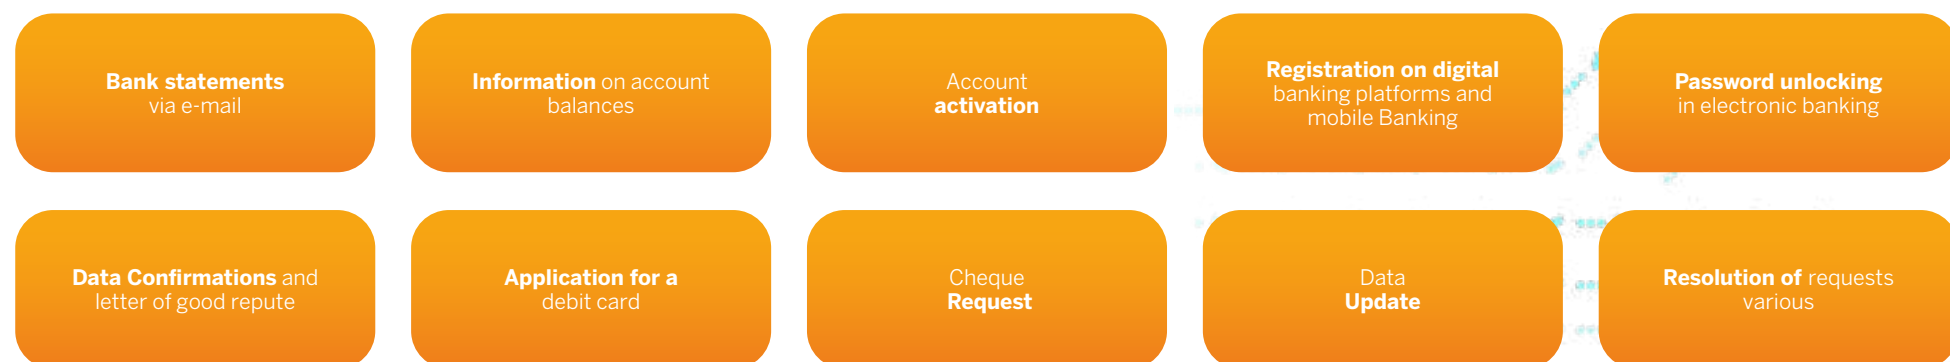 Bank statements
via e-mail
Information on account
balances
Account
activation
Registration on digital
banking platforms and
mobile Banking
Password unlocking
in electronic banking
Data Confirmations and
letter of good repute
Application for a
debit card
Cheque
Request
Data
Update
Resolution of requests
various